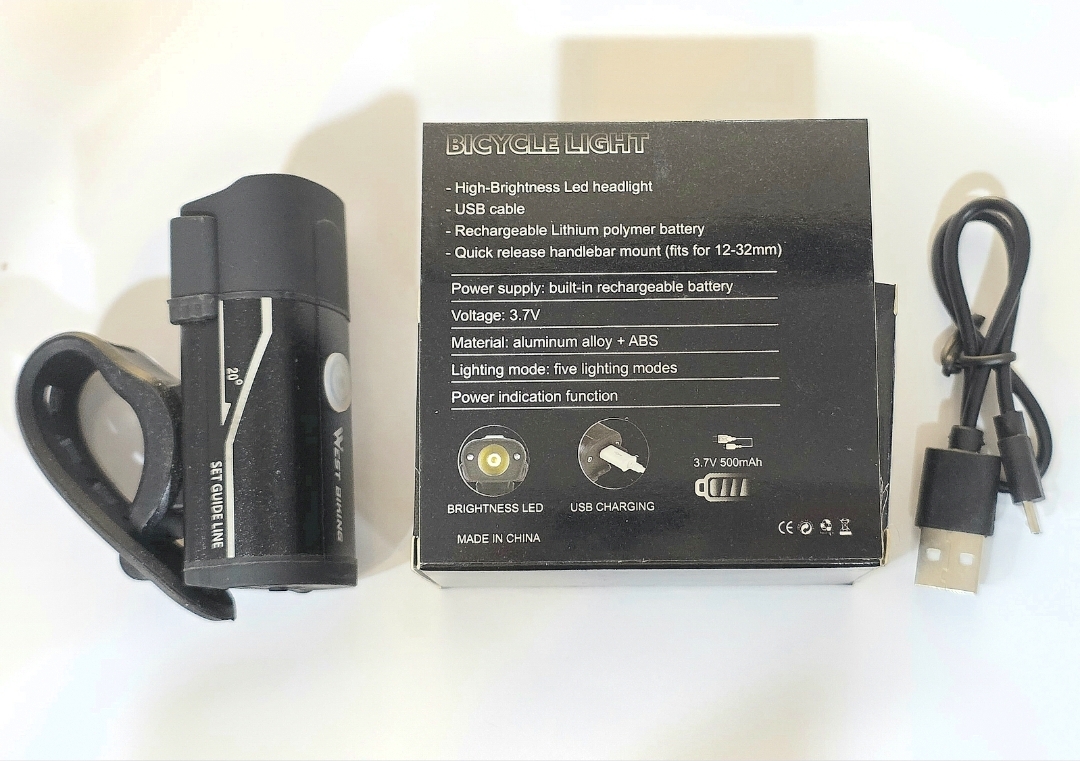 20°
SET GUIDE LINE
WEST BIKING
BICYCLE LIGHT
- High-Brightness Led headlight
- USB cable
- Rechargeable Lithium polymer battery
- Quick release handlebar mount (fits for 12-32mm)
Power supply: built-in rechargeable battery
Voltage: 3.7V
Material: aluminum alloy + ABS
Lighting mode: five lighting modes
Power indication function
BRIGHTNESS LED
USB CHARGING
3.7V 500mAh
MADE IN CHINA
CE